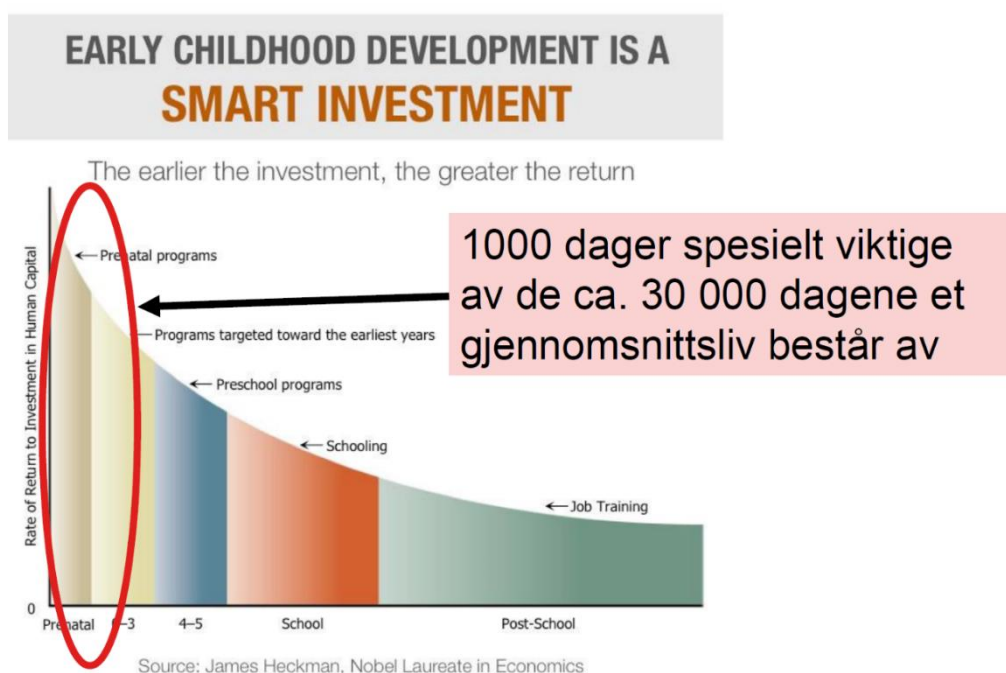 EARLY CHILDHOOD DEVELOPMENT IS A
SMART INVESTMENT
The earlier the investment, the greater the return
Rate of Return to Investment in Human Capital
Prenatal programs
Programs targeted toward the earliest years
Preschool programs
Schooling
Job Training
1000 dager spesielt viktige
av de ca. 30 000 dagene et
gjennomsnittsliv består av
0
Prenatal 0–3 4–5 School Post-School
Source: James Heckman, Nobel Laureate in Economics